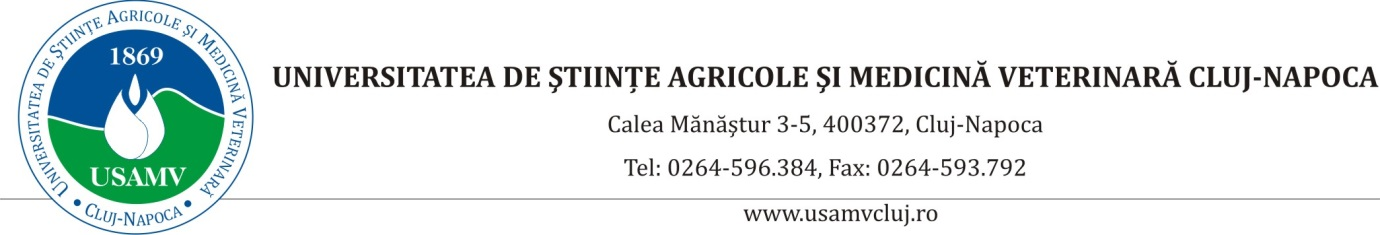 UNIVERSITATEA DE ŞTIINŢE AGRICOLE ŞI MEDICINĂ VETERINARĂ
1869
USAMV
• CLUJ-NAPOCA •
UNIVERSITATEA DE ŞTIINŢE AGRICOLE ŞI MEDICINĂ VETERINARĂ CLUJ-NAPOCA
Calea Mănăştur 3-5, 400372, Cluj-Napoca
Tel: 0264-596.384, Fax: 0264-593.792
www.usamvcluj.ro